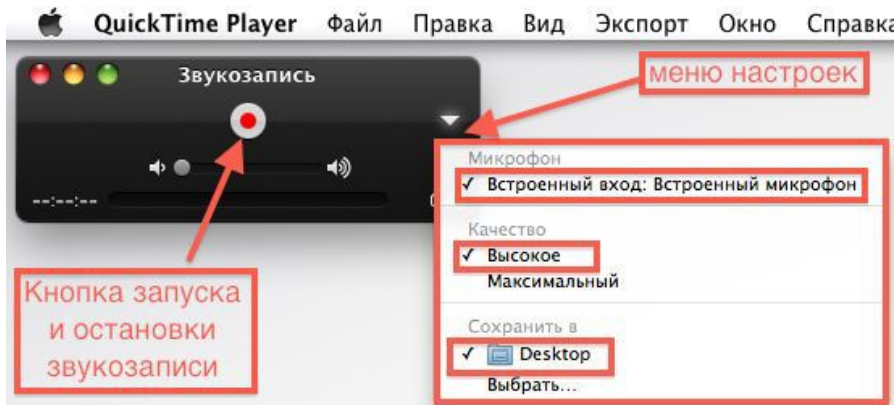 QuickTime Player Файл Правка Вид Экспорт Окно Справка
Звукозапись
меню настроек
--:--:--
Микрофон
✓ Встроенный вход: Встроенный микрофон
Качество
✓ Высокое
Максимальный
Сохранить в
✓ Desktop
Выбрать...
Кнопка запуска
и остановки
звукозаписи